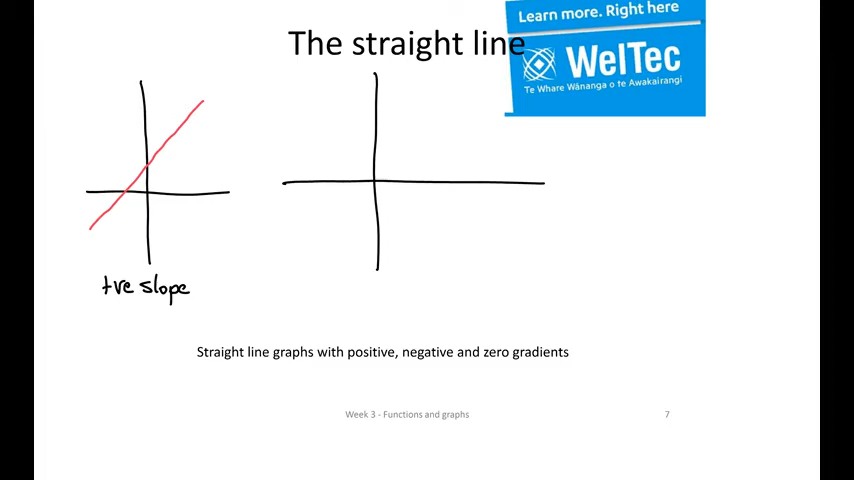 Learn more. Right here
The straight line
WelTec
Te Whare Wānanga o te Awakairangi
+ve slope
Straight line graphs with positive, negative and zero gradients
Week 3 - Functions and graphs
7